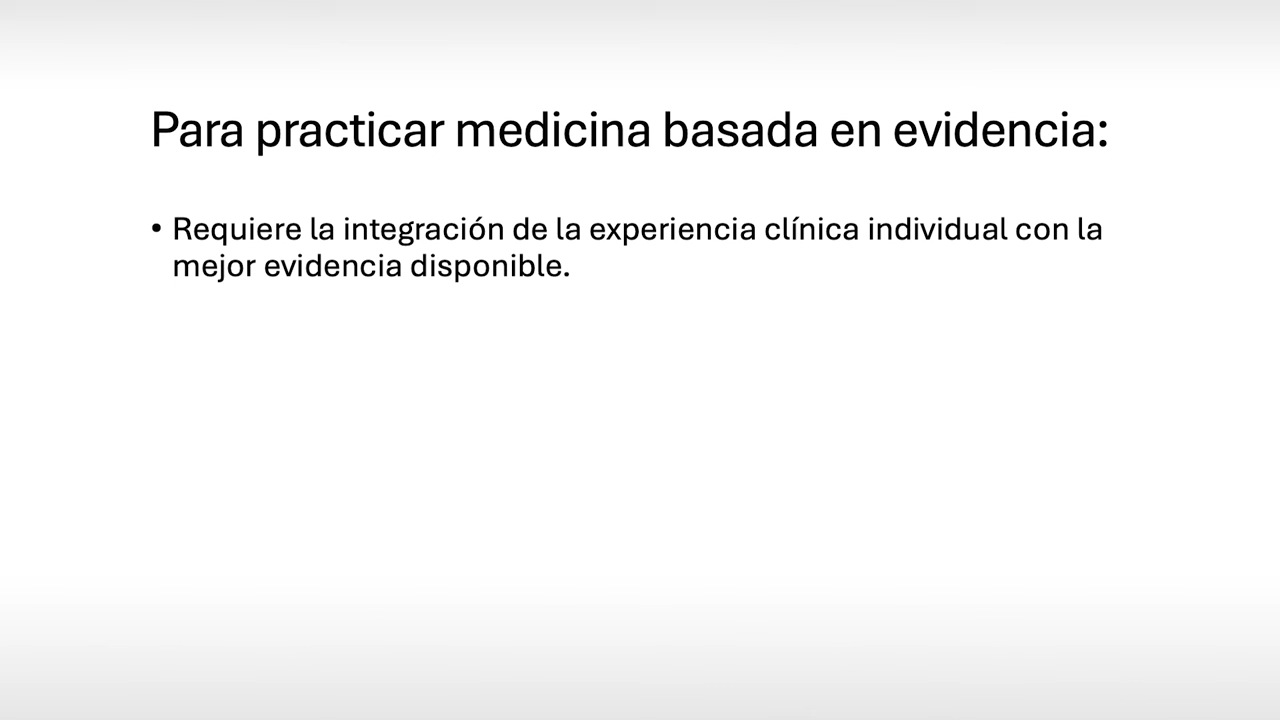 Para practicar medicina basada en evidencia:
• Requiere la integración de la experiencia clínica individual con la
mejor evidencia disponible.